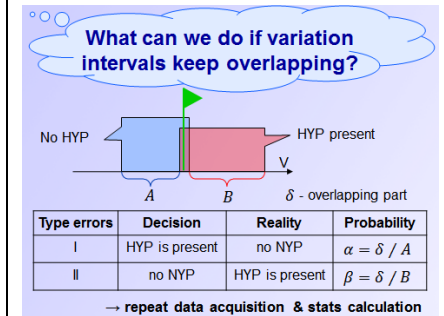 What can we do if variation
intervals keep overlapping?
No HYP
HYP present
V
A
B
δ - overlapping part
Type errors Decision Reality Probability
I HYP is present no NYP α = δ / A
II no NYP HYP is present β = δ / B
→ repeat data acquisition & stats calculation